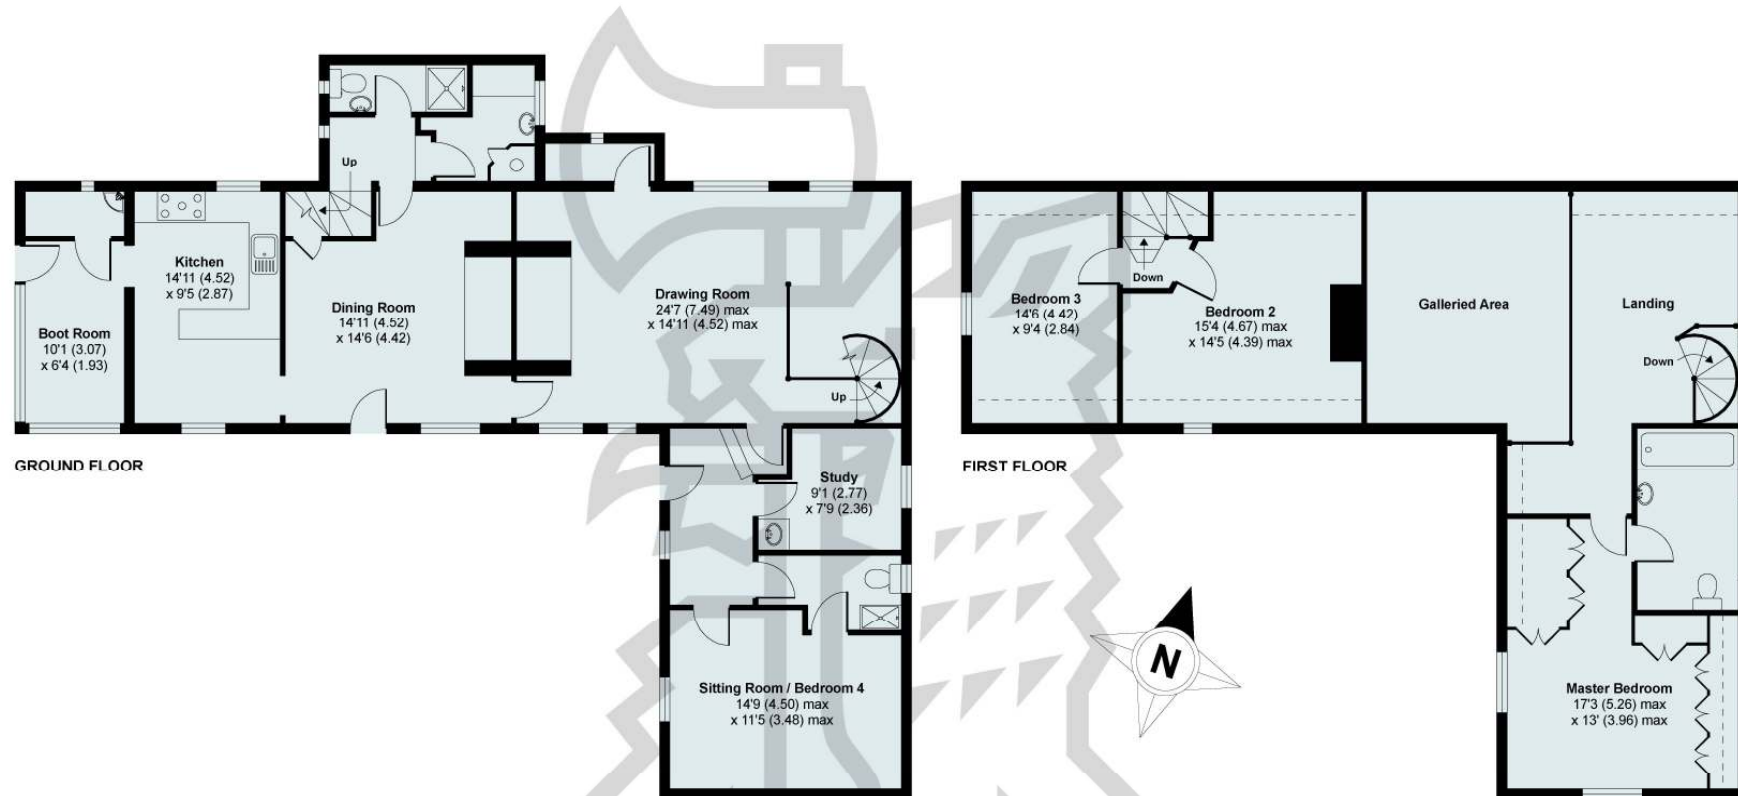 Up
Kitchen
14'11 (4.52)
x 9'5 (2.87)
Boot Room
10'1 (3.07)
x 6'4 (1.93)
Dining Room
14'11 (4.52)
x 14'6 (4.42)
Drawing Room
24'7 (7.49) max
x 14'11 (4.52) max
Up
GROUND FLOOR
Study
9'1 (2.77)
x 7'9 (2.36)
Sitting Room / Bedroom 4
14'9 (4.50) max
x 11'5 (3.48) max
Down
Bedroom 3
14'6 (4.42)
x 9'4 (2.84)
Bedroom 2
15'4 (4.67) max
x 14'5 (4.39) max
Galleried Area
Landing
Down
FIRST FLOOR
Master Bedroom
17'3 (5.26) max
x 13' (3.96) max
N